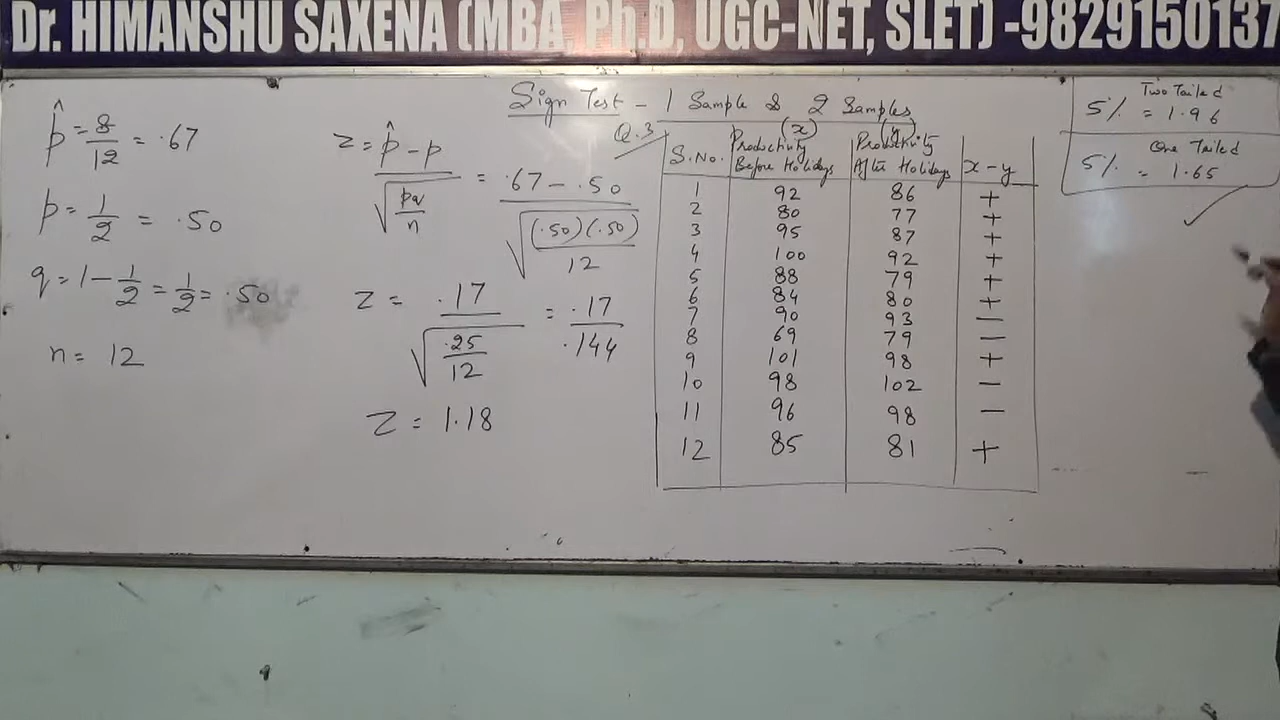 Dr. HIMANSHU SAXENA (MBA, Ph.D, UGC-NET, SLET) -9829150137
Sign Test - 1 Sample & 2 Samples
p̂ = 8/12 = .67
p = 1/2 = .50
q = 1 - 1/2 = 1/2 = .50
n = 12
Z = p̂ - p / √(pq/n) = .67 - .50 / √((.50)(.50)/12)
Z = .17 / √(.25/12) = .17/.144
Z = 1.18
Q.3
S.No. Productivity Before Holidays (x) Productivity After Holidays (y) x-y
1 92 86 +
2 80 77 +
3 95 87 +
4 100 92 +
5 88 79 +
6 84 80 +
7 90 93 -
8 69 79 -
9 101 98 +
10 98 102 -
11 96 98 -
12 85 81 +
Two Tailed
5% = 1.96
One Tailed
5% = 1.65